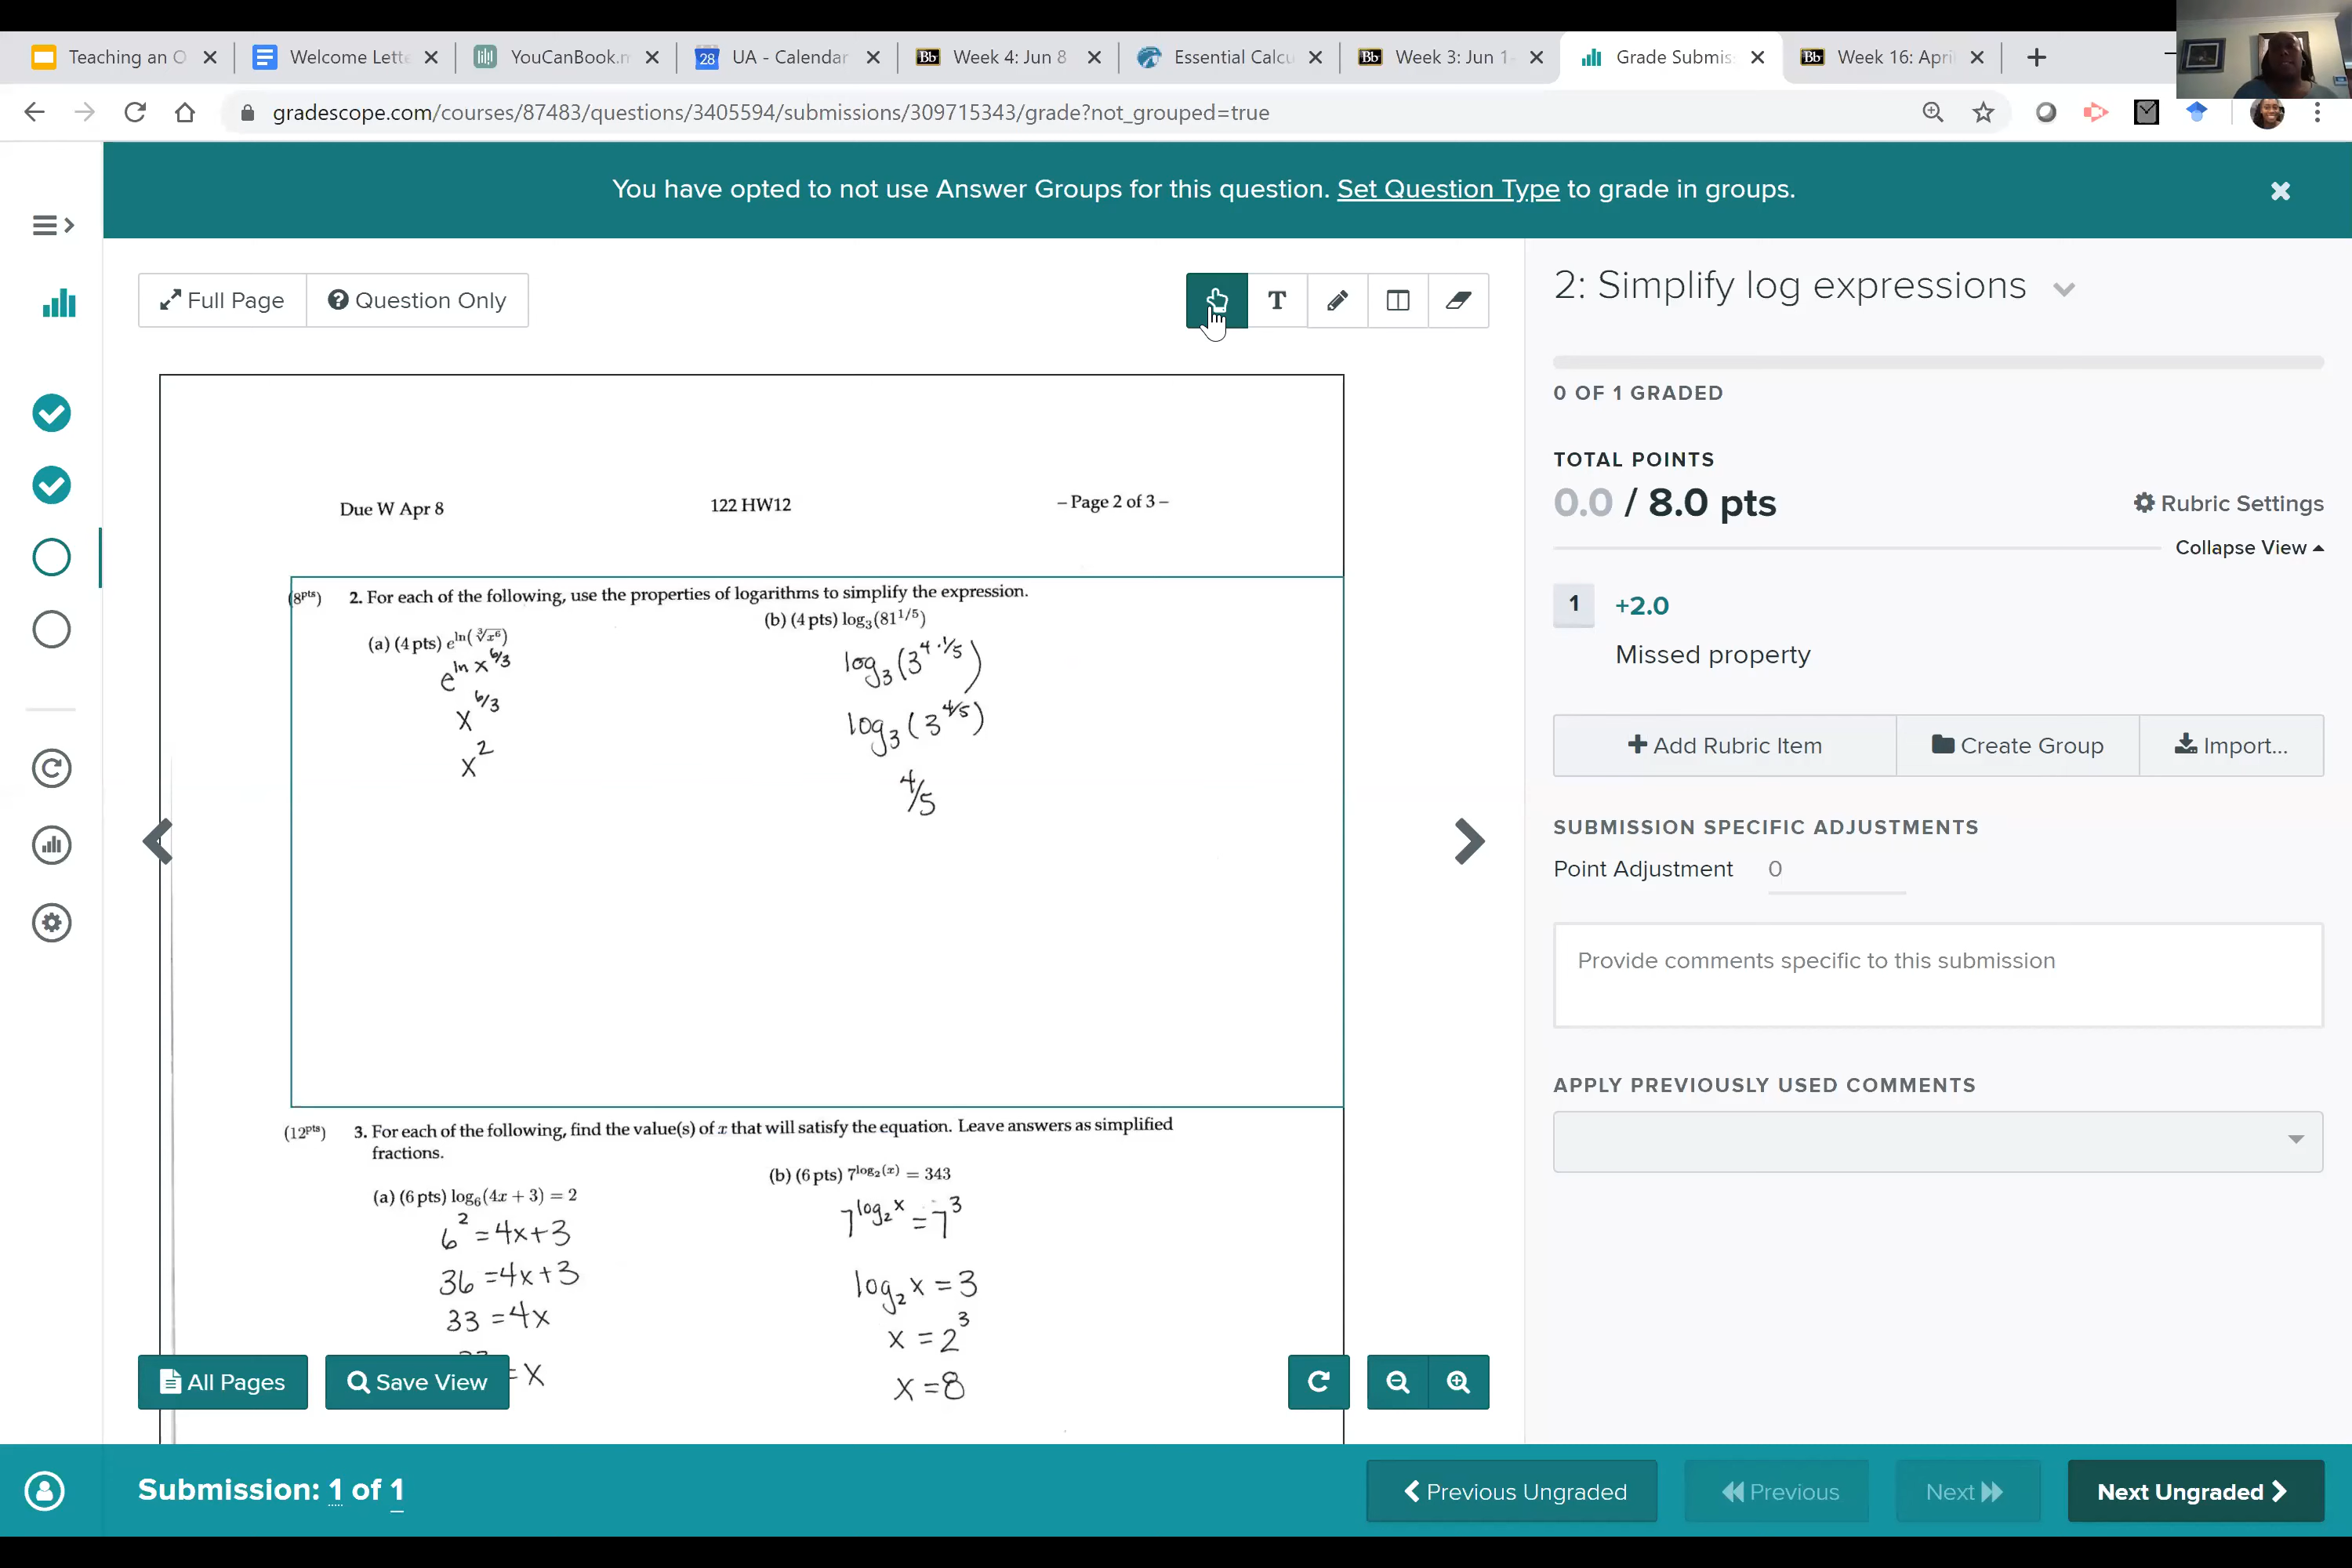 Teaching an O
Welcome Lette
YouCanBook.m
28 UA - Calendar
Bb Week 4: Jun 8
Essential Calcu
Bb Week 3: Jun 1-
Grade Submis
Bb Week 16: April
gradescope.com/courses/87483/questions/3405594/submissions/309715343/grade?not_grouped=true
You have opted to not use Answer Groups for this question. Set Question Type to grade in groups.
Full Page
Question Only
T
Due W Apr 8 122 HW12 – Page 2 of 3 –
(8pts) 2. For each of the following, use the properties of logarithms to simplify the expression.
(a) (4 pts) e^ln(∛x⁶)
e^ln x^6/3
x^6/3
x²
(b) (4 pts) log₃(81^1/5)
log₃(3^4·1/5)
log₃(3^4/5)
4/5
(12pts) 3. For each of the following, find the value(s) of x that will satisfy the equation. Leave answers as simplified
fractions.
(a) (6 pts) log₆(4x + 3) = 2
6² = 4x+3
36 = 4x+3
33 = 4x
= x
(b) (6 pts) 7^log₂(x) = 343
7^log₂ x = 7³
log₂ x = 3
x = 2³
x = 8
All Pages
Save View
2: Simplify log expressions
0 OF 1 GRADED
TOTAL POINTS
0.0 / 8.0 pts
Rubric Settings
Collapse View
1 +2.0
Missed property
Add Rubric Item
Create Group
Import...
SUBMISSION SPECIFIC ADJUSTMENTS
Point Adjustment 0
Provide comments specific to this submission
APPLY PREVIOUSLY USED COMMENTS
Submission: 1 of 1
Previous Ungraded
Previous
Next
Next Ungraded